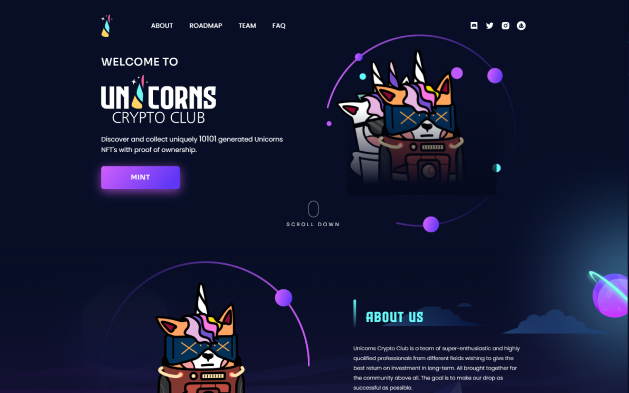 ABOUT ROADMAP TEAM FAQ
WELCOME TO
UNICORNS
CRYPTO CLUB
Discover and collect uniquely 10101 generated Unicorns
NFT's with proof of ownership.
MINT
SCROLL DOWN
ABOUT US
Unicorns Crypto Club is a team of super-enthusiastic and highly
qualified professionals from different fields wishing to give the
best return on investment in long-term. All brought together for
the community above all. The goal is to make our drop as
successful as possible.